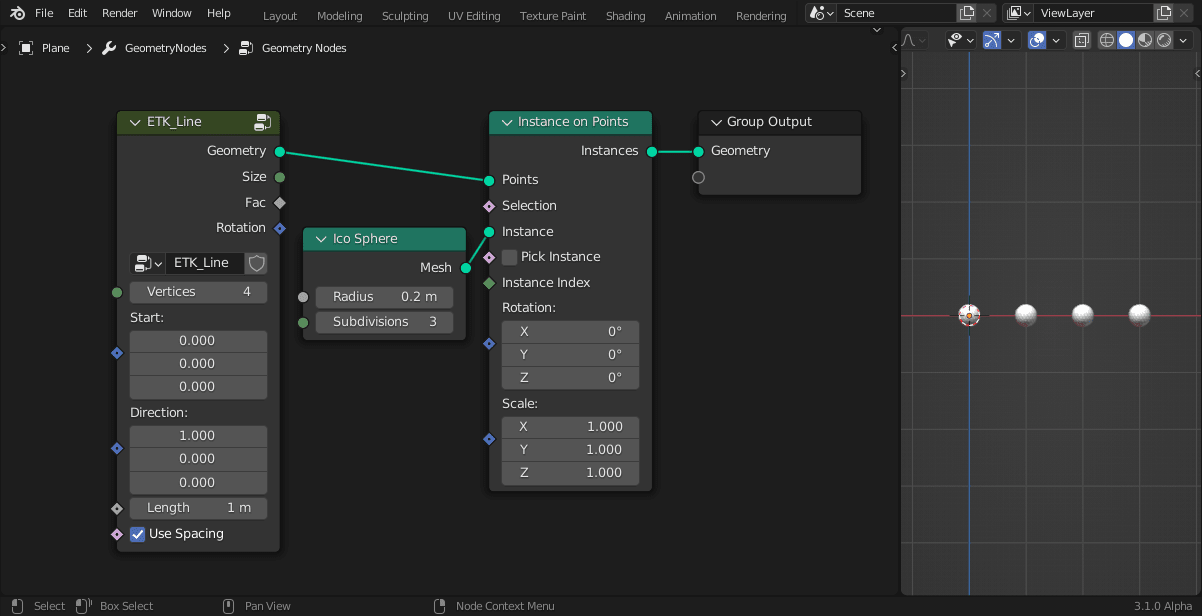 File Edit Render Window Help Layout Modeling Sculpting UV Editing Texture Paint Shading Animation Rendering Scene ViewLayer
Plane GeometryNodes Geometry Nodes
ETK_Line
Geometry
Size
Fac
Rotation
ETK_Line
Vertices 4
Start:
0.000
0.000
0.000
Direction:
1.000
0.000
0.000
Length 1 m
Use Spacing
Ico Sphere
Mesh
Radius 0.2 m
Subdivisions 3
Instance on Points
Instances
Points
Selection
Instance
Pick Instance
Instance Index
Rotation:
X 0°
Y 0°
Z 0°
Scale:
X 1.000
Y 1.000
Z 1.000
Group Output
Geometry
Select Box Select Pan View Node Context Menu 3.1.0 Alpha